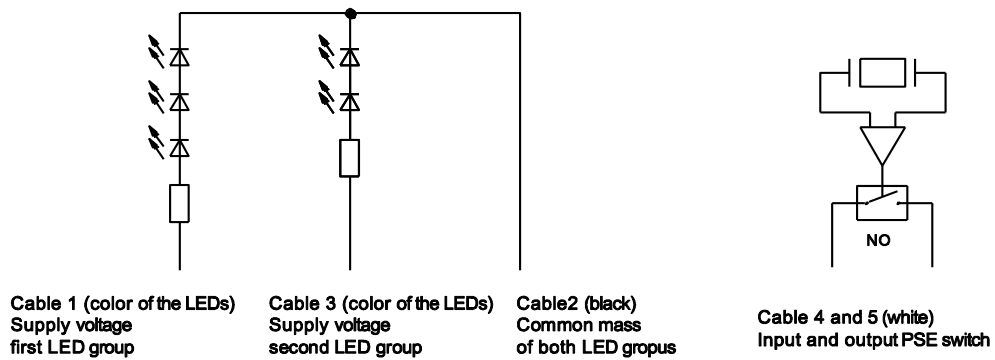 NO
Cable 1 (color of the LEDs)
Supply voltage
first LED group
Cable 3 (color of the LEDs)
Supply voltage
second LED group
Cable2 (black)
Common mass
of both LED gropus
Cable 4 and 5 (white)
Input and output PSE switch